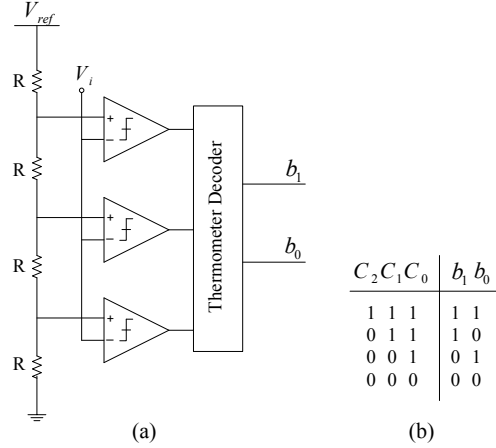 V_ref
R
V_i
+
−
R
+
−
R
+
−
R
Thermometer Decoder
b_1
b_0
(a)
C_2 C_1 C_0 b_1 b_0
1 1 1 1 1
0 1 1 1 0
0 0 1 0 1
0 0 0 0 0
(b)